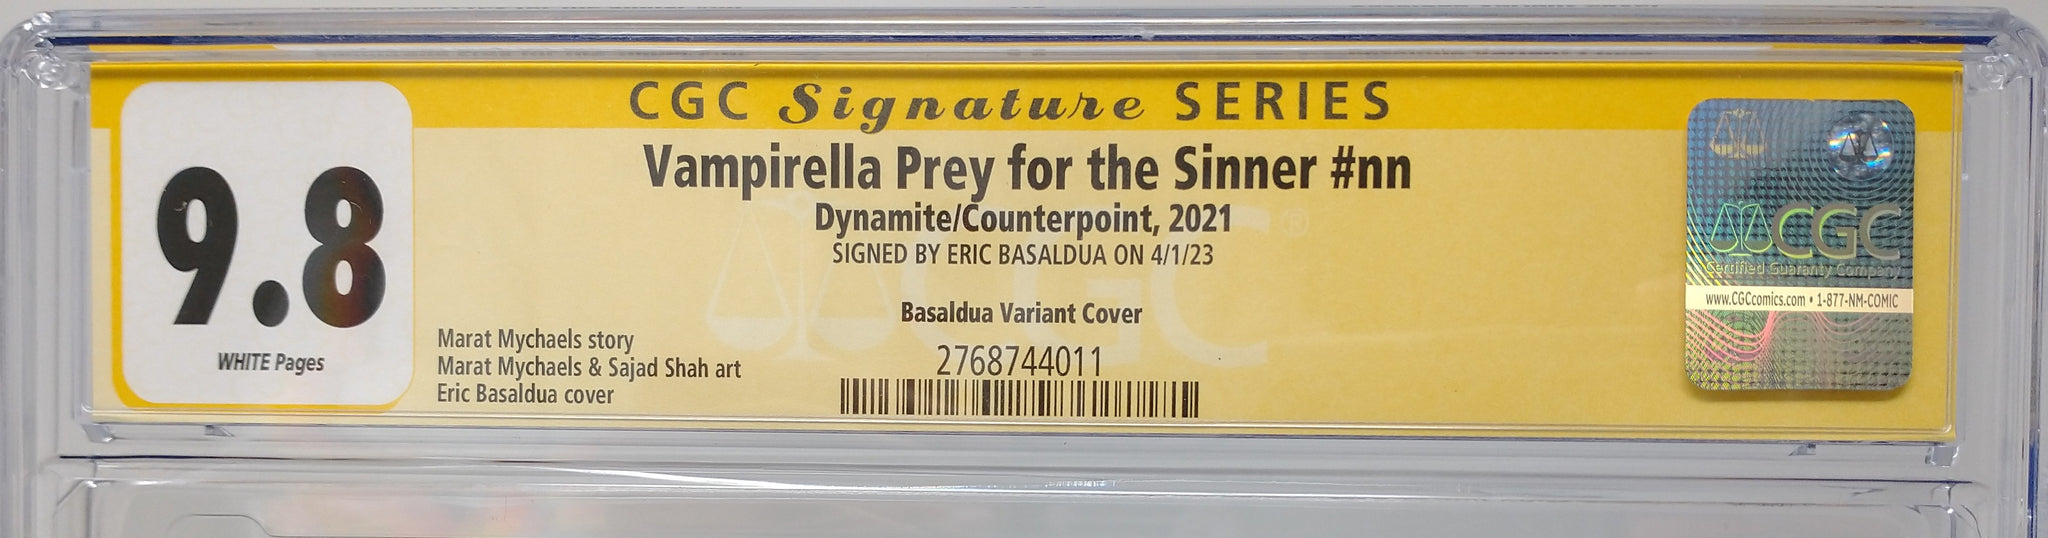 CGC Signature SERIES
Vampirella Prey for the Sinner #nn
Dynamite/Counterpoint, 2021
SIGNED BY ERIC BASALDUA ON 4/1/23
Basaldua Variant Cover
9.8
WHITE Pages
Marat Mychaels story
Marat Mychaels & Sajad Shah art
Eric Basaldua cover
2768744011
CGC
Certified Guaranty Company
www.CGCcomics.com • 1-877-NM-COMIC
CGC®